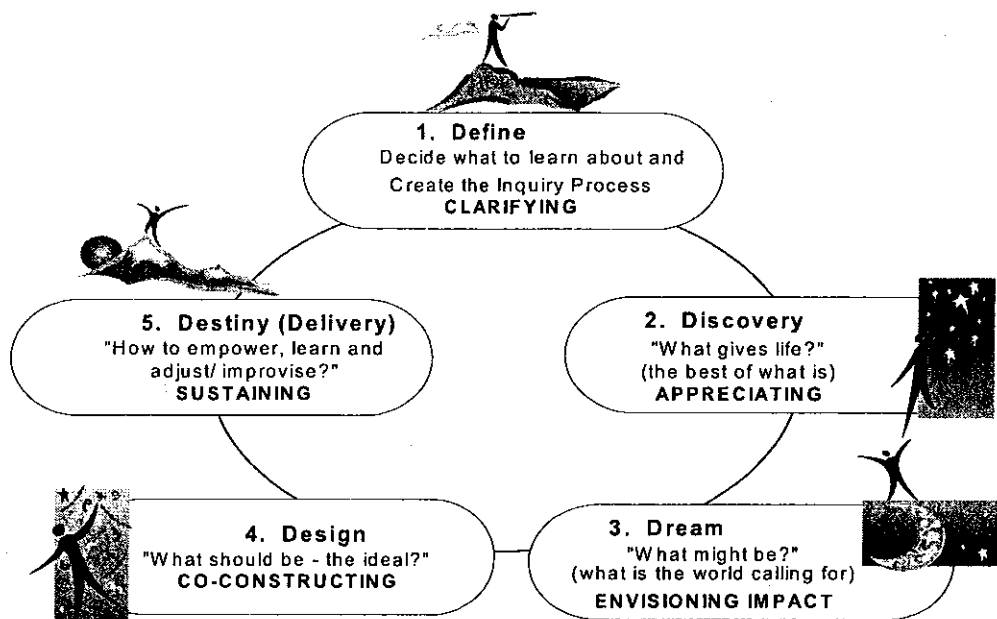 1. Define
Decide what to learn about and
Create the Inquiry Process
CLARIFYING
2. Discovery
"What gives life?"
(the best of what is)
APPRECIATING
3. Dream
"What might be?"
(what is the world calling for)
ENVISIONING IMPACT
4. Design
"What should be - the ideal?"
CO-CONSTRUCTING
5. Destiny (Delivery)
"How to empower, learn and
adjust/ improvise?"
SUSTAINING